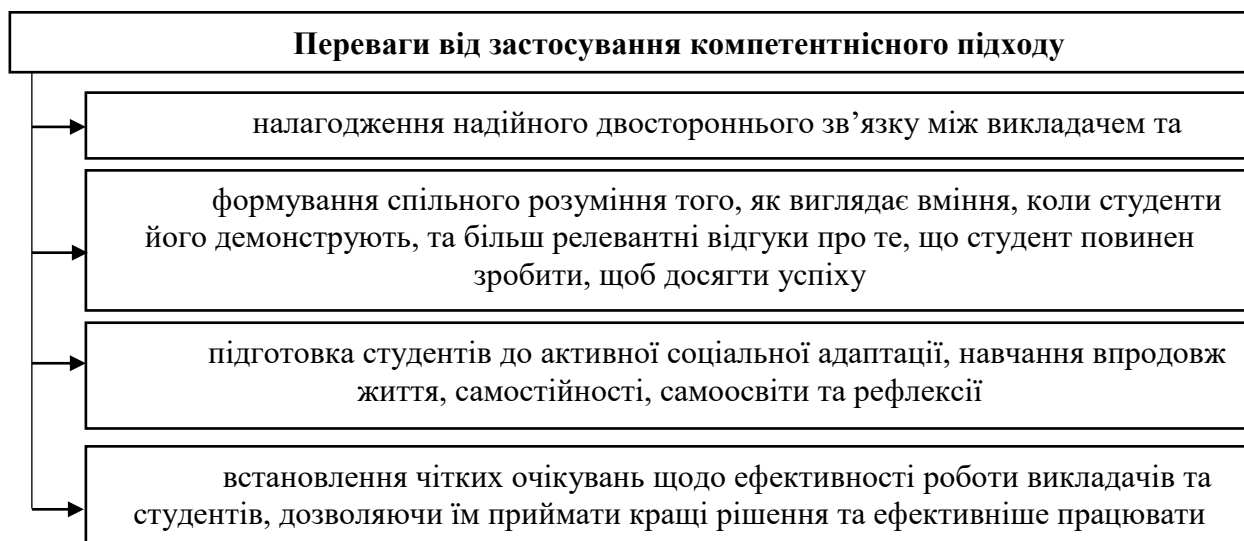 Переваги від застосування компетентнісного підходу
налагодження надійного двостороннього зв’язку між викладачем та
формування спільного розуміння того, як виглядає вміння, коли студенти
його демонструють, та більш релевантні відгуки про те, що студент повинен
зробити, щоб досягти успіху
підготовка студентів до активної соціальної адаптації, навчання впродовж
життя, самостійності, самоосвіти та рефлексії
встановлення чітких очікувань щодо ефективності роботи викладачів та
студентів, дозволяючи їм приймати кращі рішення та ефективніше працювати